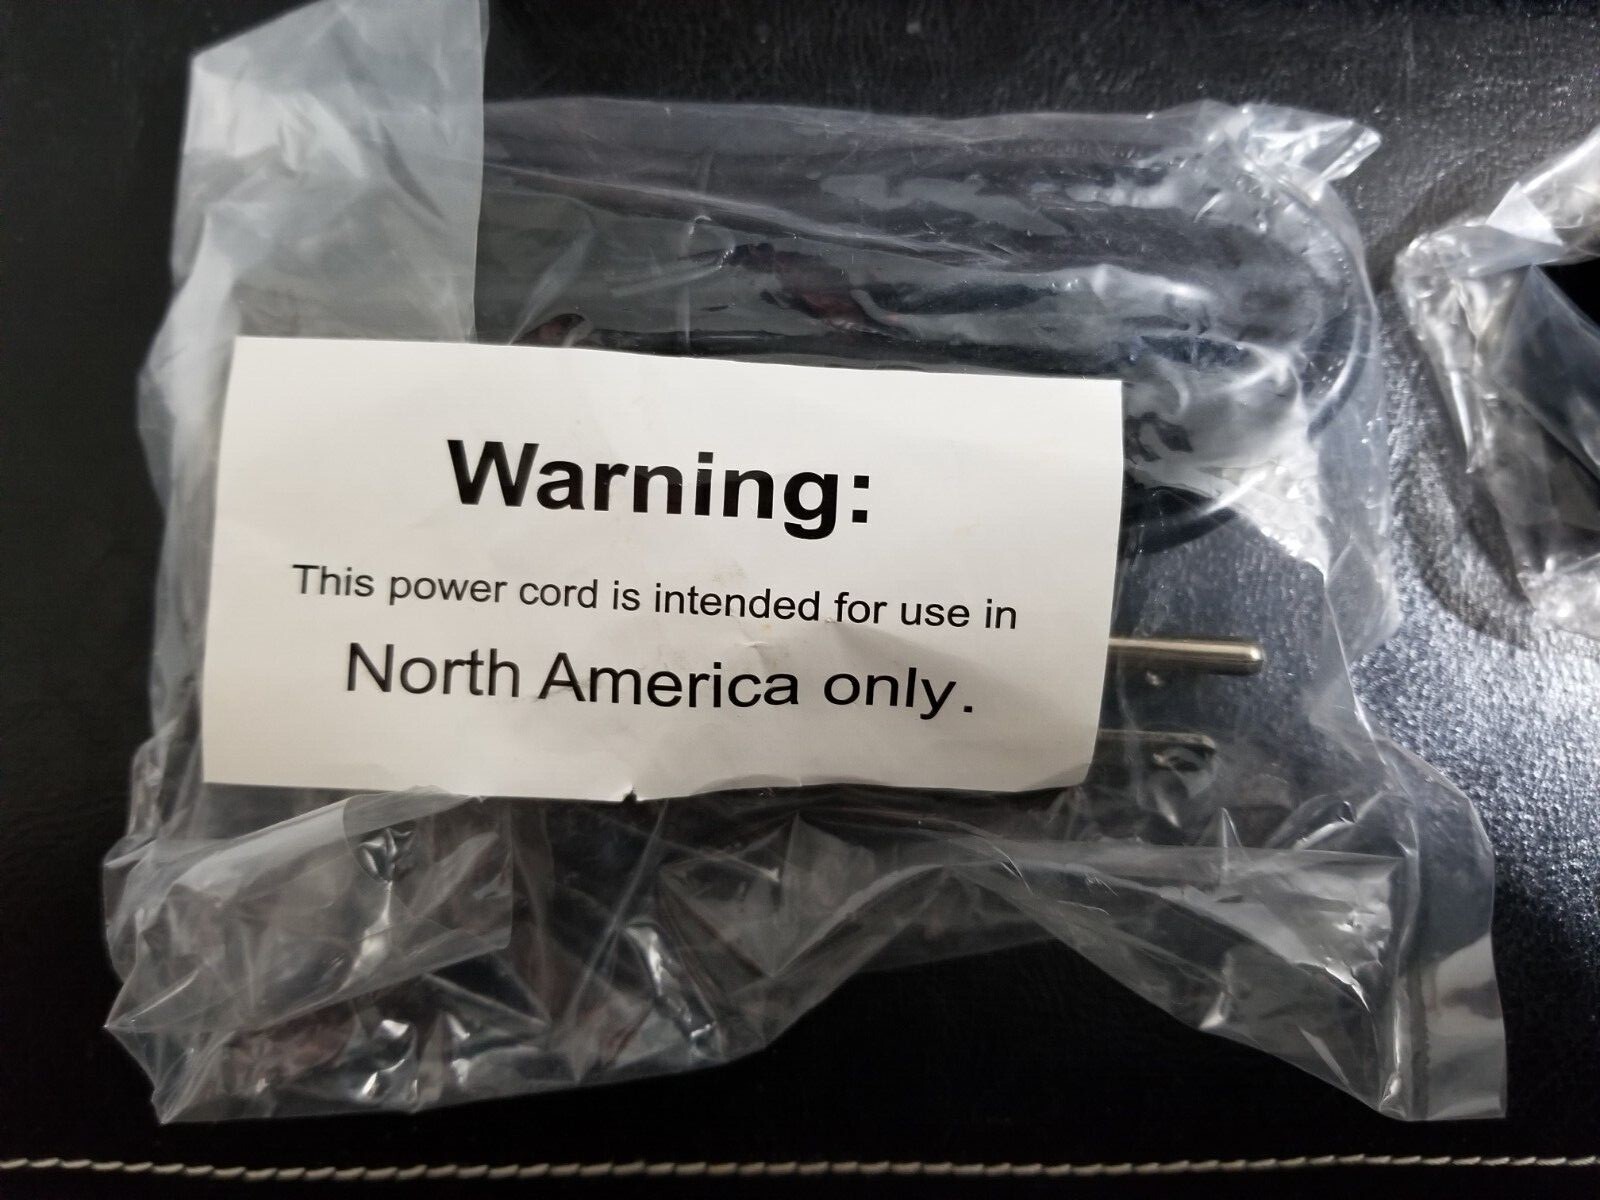 Warning:
This power cord is intended for use in
North America only.